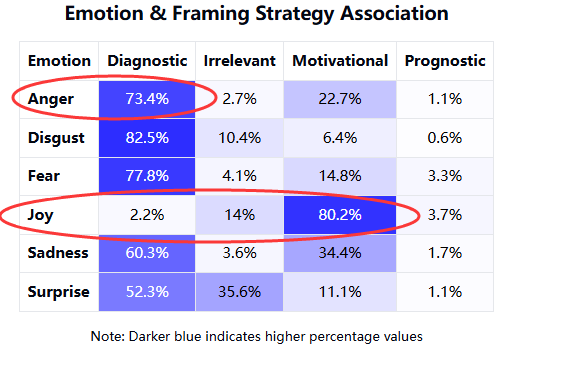 Emotion & Framing Strategy Association
Emotion Diagnostic Irrelevant Motivational Prognostic
Anger 73.4% 2.7% 22.7% 1.1%
Disgust 82.5% 10.4% 6.4% 0.6%
Fear 77.8% 4.1% 14.8% 3.3%
Joy 2.2% 14% 80.2% 3.7%
Sadness 60.3% 3.6% 34.4% 1.7%
Surprise 52.3% 35.6% 11.1% 1.1%
Note: Darker blue indicates higher percentage values